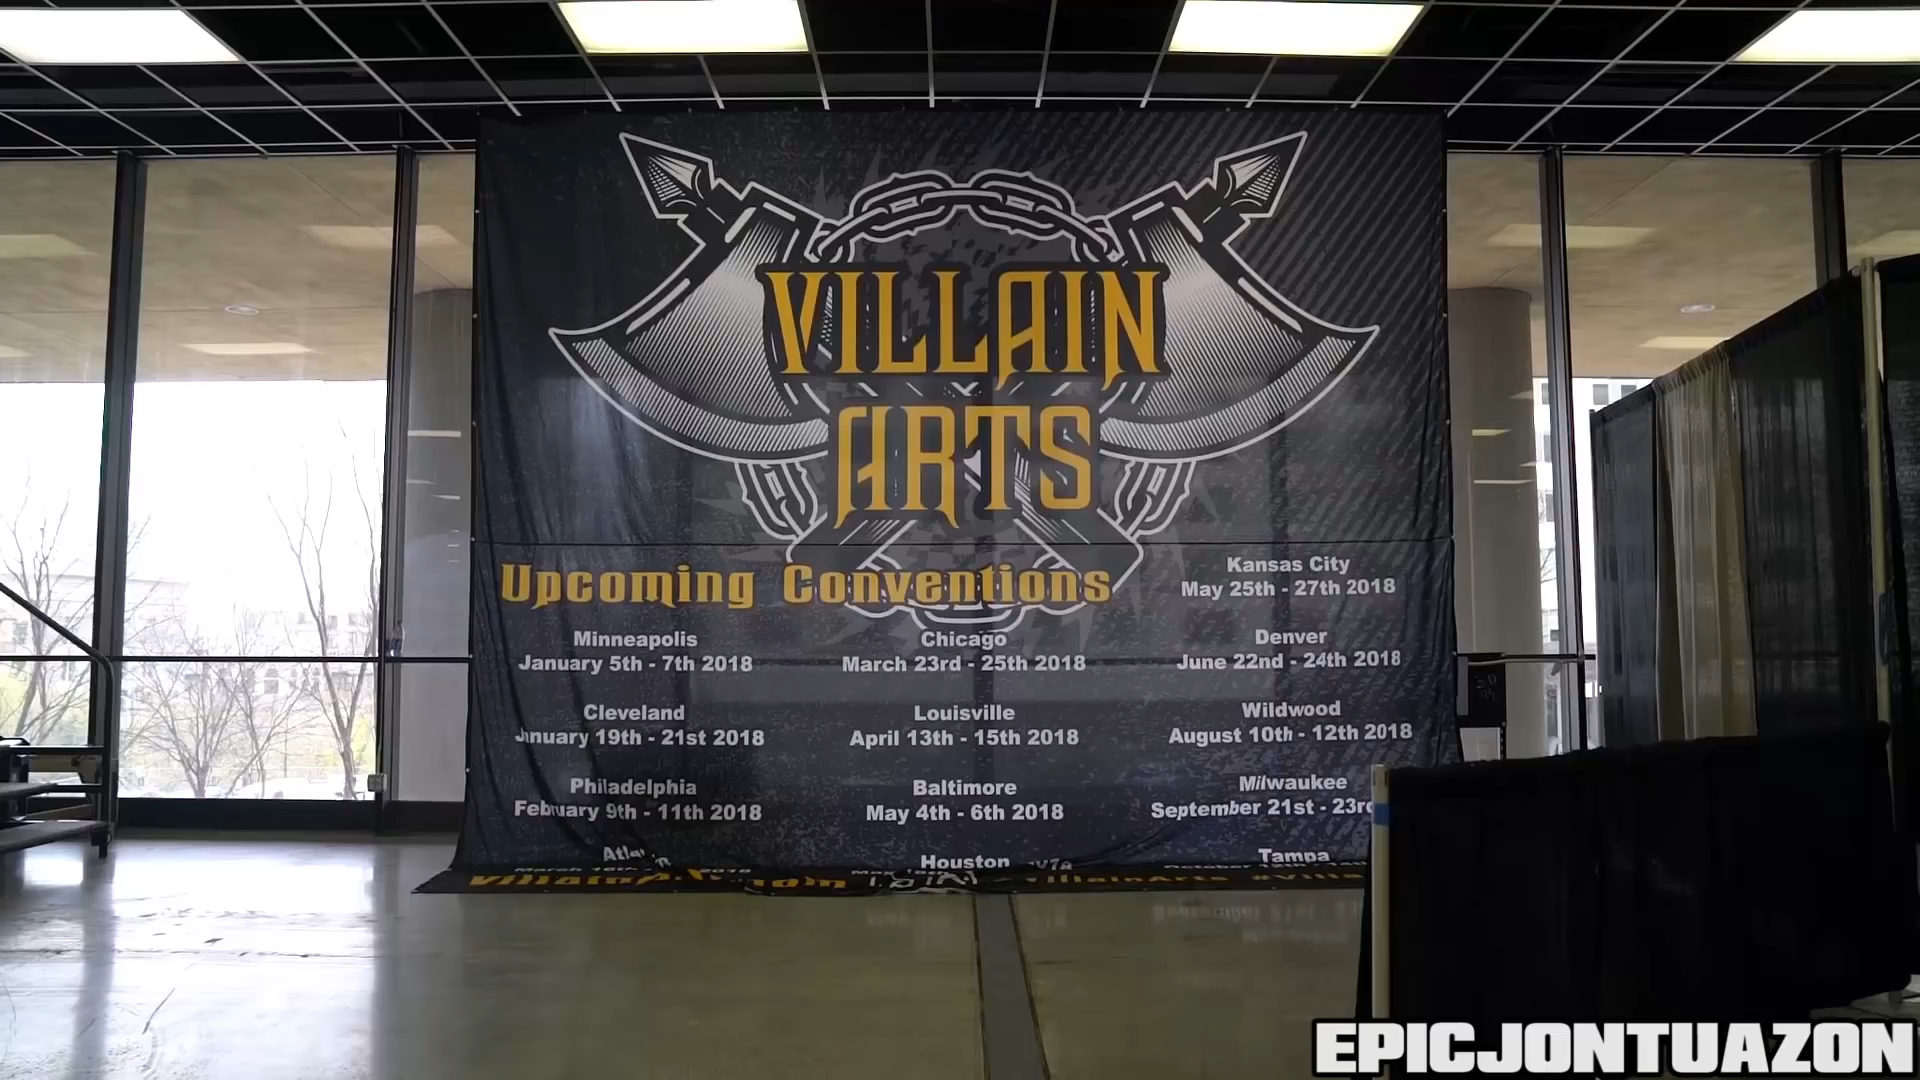 VILLAIN
ARTS
Upcoming Conventions
Minneapolis
January 5th - 7th 2018
Cleveland
January 19th - 21st 2018
Philadelphia
February 9th - 11th 2018
Chicago
March 23rd - 25th 2018
Louisville
April 13th - 15th 2018
Baltimore
May 4th - 6th 2018
Houston
Kansas City
May 25th - 27th 2018
Denver
June 22nd - 24th 2018
Wildwood
August 10th - 12th 2018
Milwaukee
September 21st - 23r
Tampa
EPICJONTUAZON